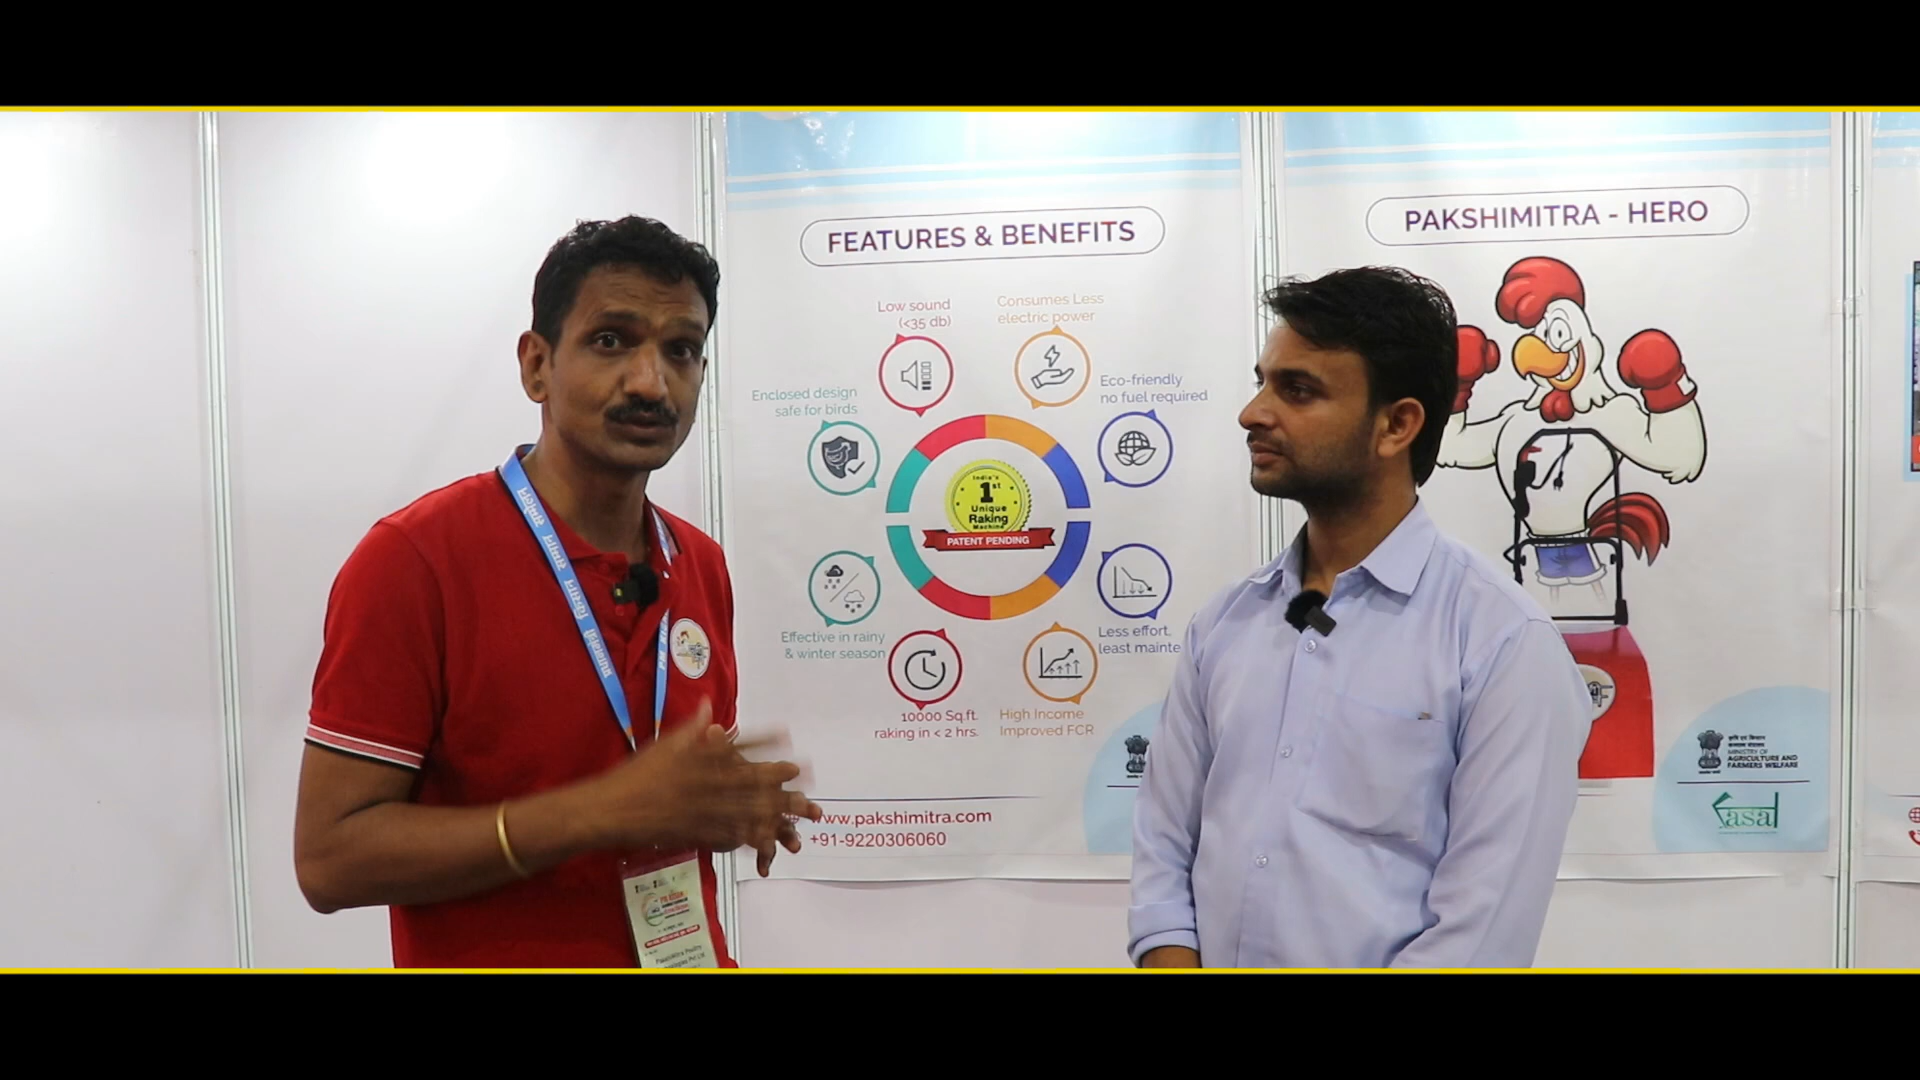 FEATURES & BENEFITS
Low sound
(<35 db)
Consumes Less
electric power
Enclosed design
safe for birds
Eco-friendly
no fuel required
India's
1st
Unique
Raking
Machine
PATENT PENDING
Effective in rainy
& winter season
Less effort,
least mainte
10000 Sq.ft.
raking in < 2 hrs.
High Income
Improved FCR
www.pakshimitra.com
+91-9220306060
PAKSHIMITRA - HERO
MINISTRY OF
AGRICULTURE AND
FARMERS WELFARE
asal